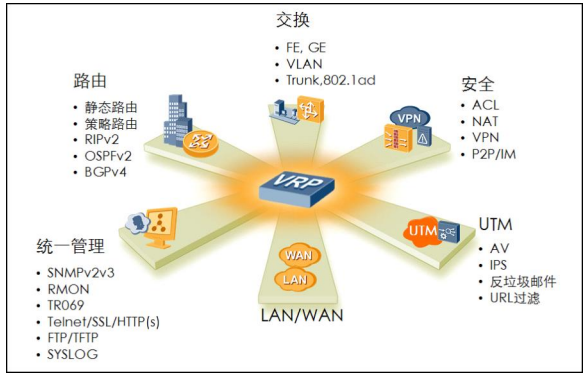 交换
• FE, GE
• VLAN
• Trunk,802.1ad
路由
• 静态路由
• 策略路由
• RIPv2
• OSPFv2
• BGPv4
安全
• ACL
• NAT
• VPN
• P2P/IM
VPN
VRP
统一管理
• SNMPv2v3
• RMON
• TR069
• Telnet/SSL/HTTP(s)
• FTP/TFTP
• SYSLOG
WAN
LAN
LAN/WAN
UTM
UTM
• AV
• IPS
• 反垃圾邮件
• URL过滤